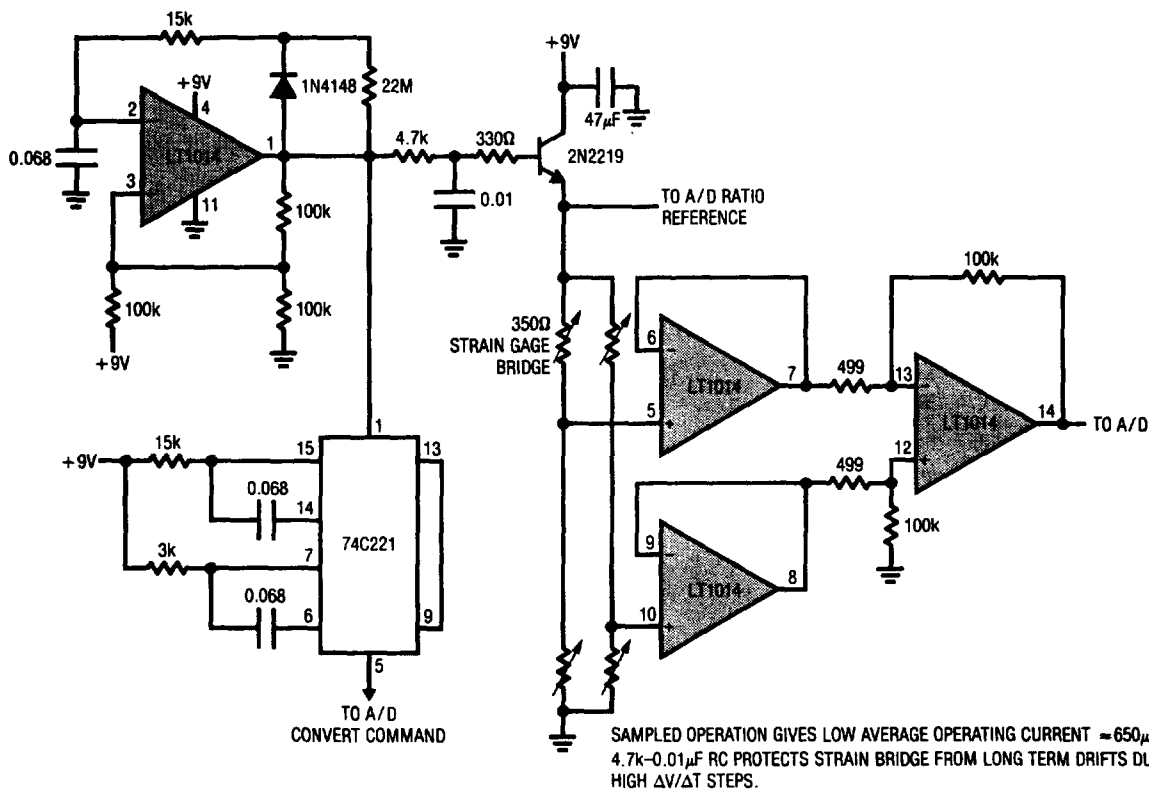 15k
+9V
1N4148
22M
2
4
LT1014
1
0.068
3
11
100k
100k
100k
+9V
4.7k
330Ω
0.01
+9V
47µF
2N2219
TO A/D RATIO
REFERENCE
350Ω
STRAIN GAGE
BRIDGE
6
LT1014
7
5
499
100k
13
LT1014
14
TO A/D
12
499
100k
9
LT1014
8
10
+9V
15k
0.068
3k
0.068
1
15
13
14
74C221
7
6
9
5
TO A/D
CONVERT COMMAND
SAMPLED OPERATION GIVES LOW AVERAGE OPERATING CURRENT ≈650µ
4.7k–0.01µF RC PROTECTS STRAIN BRIDGE FROM LONG TERM DRIFTS
HIGH ΔV/ΔT STEPS.